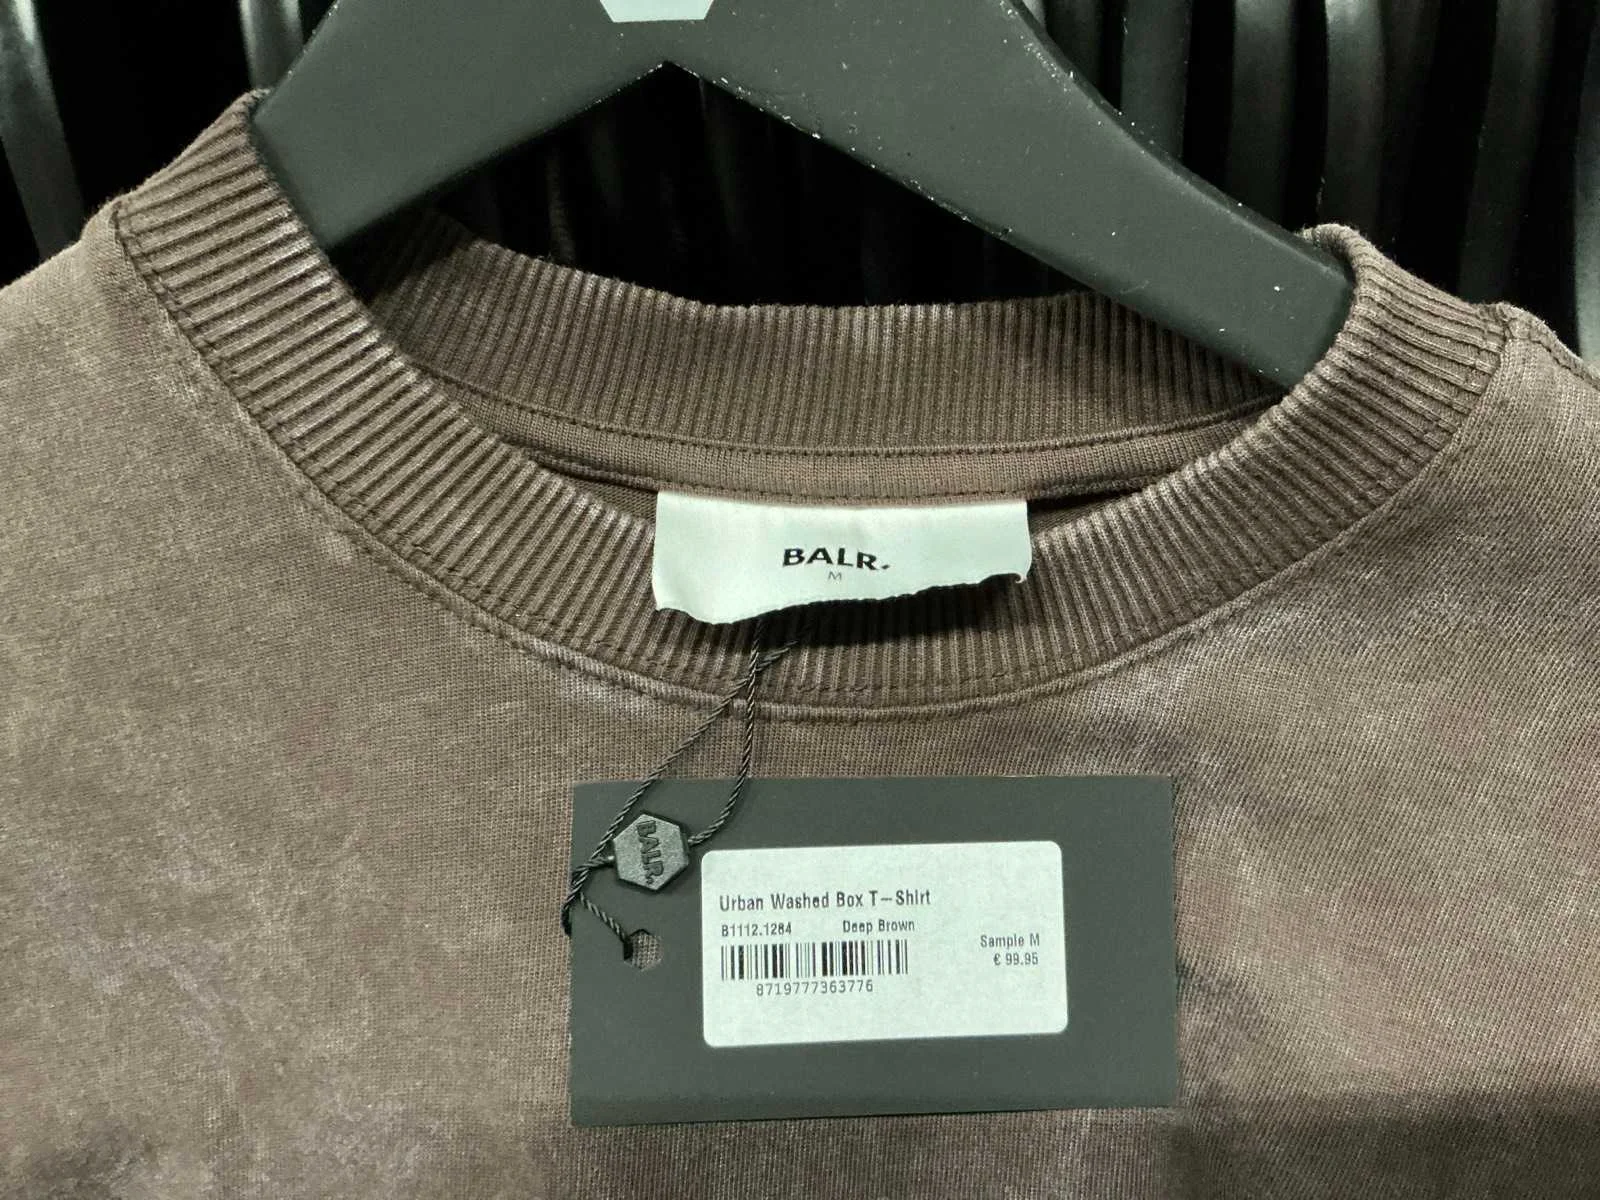 BALR.
M
BALR.
Urban Washed Box T-Shirt
B1112.1284 Deep Brown
Sample M
€ 99.95
8719777363776